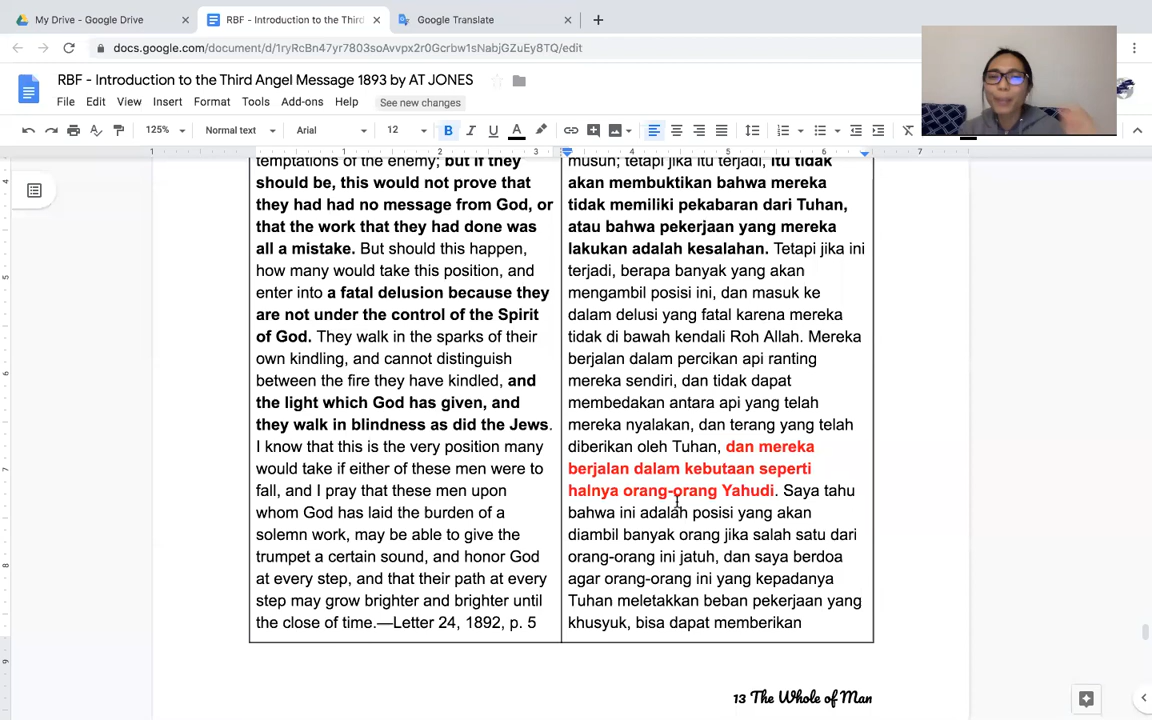 My Drive - Google Drive
RBF - Introduction to the Third
Google Translate
docs.google.com/document/d/1ryRcBn47yr7803soAvpx2r0Gcrbw1sNabjGZuEy8TQ/edit
RBF - Introduction to the Third Angel Message 1893 by AT JONES
File Edit View Insert Format Tools Add-ons Help See new changes
125% Normal text Arial 12 B I U A
1 1 2 3 4 5 6 7
temptations of the enemy; but if they
should be, this would not prove that
they had had no message from God, or
that the work that they had done was
all a mistake. But should this happen,
how many would take this position, and
enter into a fatal delusion because they
are not under the control of the Spirit
of God. They walk in the sparks of their
own kindling, and cannot distinguish
between the fire they have kindled, and
the light which God has given, and
they walk in blindness as did the Jews.
I know that this is the very position many
would take if either of these men were to
fall, and I pray that these men upon
whom God has laid the burden of a
solemn work, may be able to give the
trumpet a certain sound, and honor God
at every step, and that their path at every
step may grow brighter and brighter until
the close of time.—Letter 24, 1892, p. 5
musuh; tetapi jika itu terjadi, itu tidak
akan membuktikan bahwa mereka
tidak memiliki pekabaran dari Tuhan,
atau bahwa pekerjaan yang mereka
lakukan adalah kesalahan. Tetapi jika ini
terjadi, berapa banyak yang akan
mengambil posisi ini, dan masuk ke
dalam delusi yang fatal karena mereka
tidak di bawah kendali Roh Allah. Mereka
berjalan dalam percikan api ranting
mereka sendiri, dan tidak dapat
membedakan antara api yang telah
mereka nyalakan, dan terang yang telah
diberikan oleh Tuhan, dan mereka
berjalan dalam kebutaan seperti
halnya orang-orang Yahudi. Saya tahu
bahwa ini adalah posisi yang akan
diambil banyak orang jika salah satu dari
orang-orang ini jatuh, dan saya berdoa
agar orang-orang ini yang kepadanya
Tuhan meletakkan beban pekerjaan yang
khusyuk, bisa dapat memberikan
13 The Whole of Man
4
5
6
7
8
9